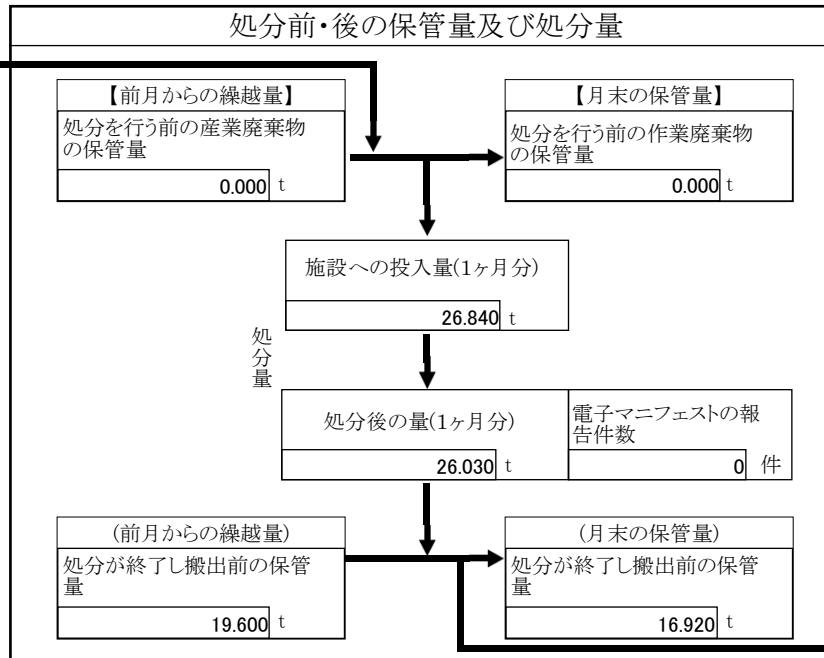 処分前・後の保管量及び処分量
【前月からの繰越量】
処分を行う前の産業廃棄物
の保管量
0.000 t
【月末の保管量】
処分を行う前の作業廃棄物
の保管量
0.000 t
施設への投入量(1ヶ月分)
26.840 t
処分量
処分後の量(1ヶ月分)
26.030 t
電子マニフェストの報
告件数
0 件
(前月からの繰越量)
処分が終了し搬出前の保管
量
19.600 t
(月末の保管量)
処分が終了し搬出前の保管
量
16.920 t